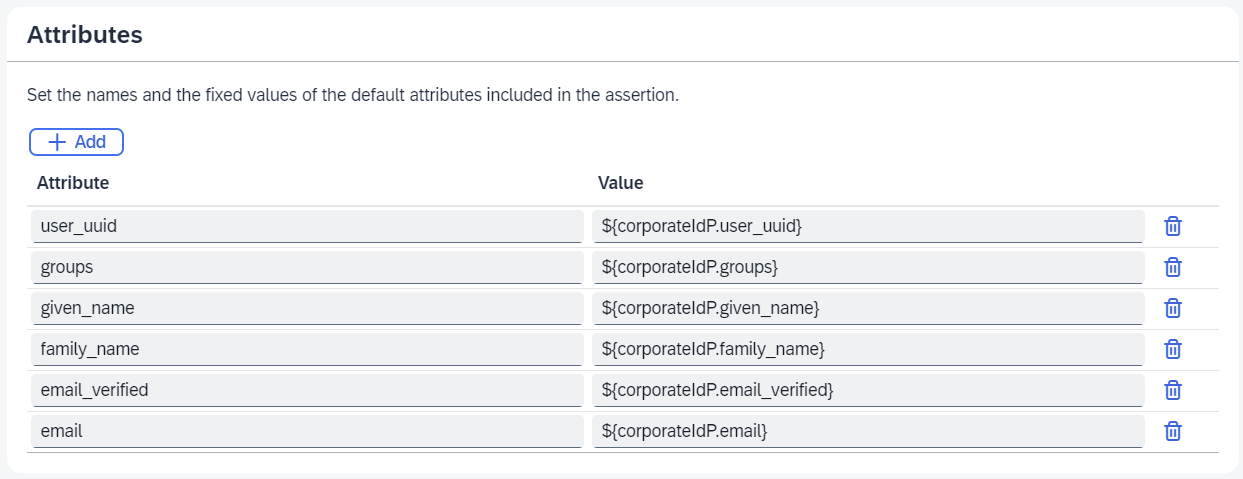 Attributes
Set the names and the fixed values of the default attributes included in the assertion.
Add
Attribute Value
user_uuid ${corporateIdP.user_uuid}
groups ${corporateIdP.groups}
given_name ${corporateIdP.given_name}
family_name ${corporateIdP.family_name}
email_verified ${corporateIdP.email_verified}
email ${corporateIdP.email}